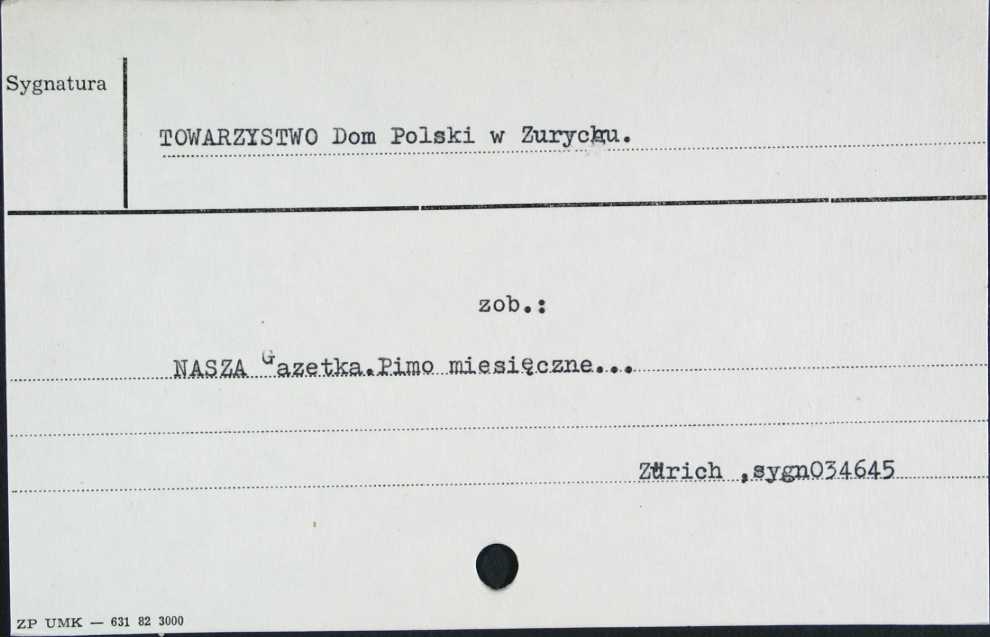 Sygnatura
TOWARZYSTWO Dom Polski w Zurychu.
zob.:
NASZA Gazetka.Pimo miesięczne...
Zürich ,sygn034645
ZP UMK — 631 82 3000